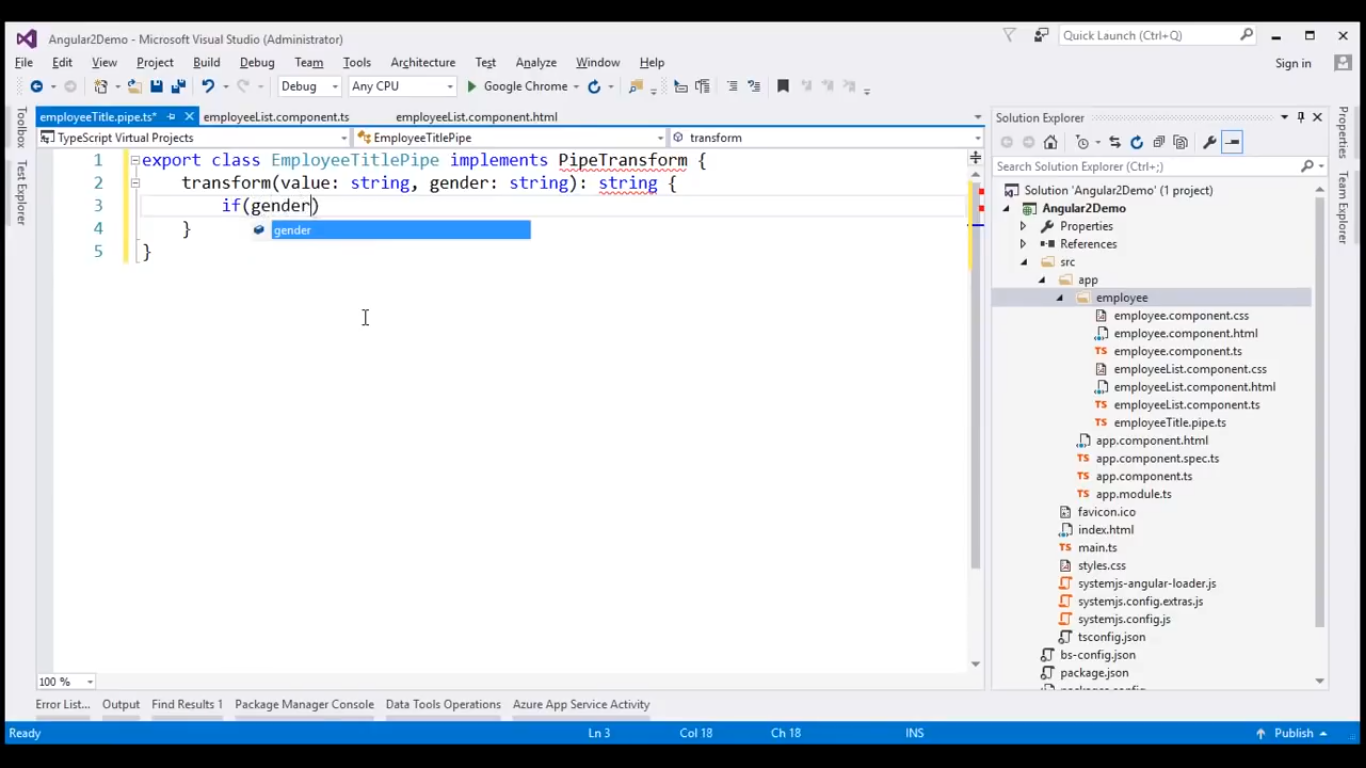 Angular2Demo - Microsoft Visual Studio (Administrator)
Quick Launch (Ctrl+Q)
File Edit View Project Build Debug Team Tools Architecture Test Analyze Window Help
Sign in
Debug Any CPU Google Chrome
Toolbox
Test Explorer
employeeTitle.pipe.ts* employeeList.component.ts employeeList.component.html
TypeScript Virtual Projects EmployeeTitlePipe transform
1 export class EmployeeTitlePipe implements PipeTransform {
2 transform(value: string, gender: string): string {
3 if(gender)
4 }
gender
5 }
100 %
Solution Explorer
Search Solution Explorer (Ctrl+;)
Solution 'Angular2Demo' (1 project)
Angular2Demo
Properties
References
src
app
employee
employee.component.css
employee.component.html
employee.component.ts
employeeList.component.css
employeeList.component.html
employeeList.component.ts
employeeTitle.pipe.ts
app.component.html
app.component.spec.ts
app.component.ts
app.module.ts
favicon.ico
index.html
main.ts
styles.css
systemjs-angular-loader.js
systemjs.config.extras.js
systemjs.config.js
tsconfig.json
bs-config.json
package.json
Properties
Team Explorer
Error List... Output Find Results 1 Package Manager Console Data Tools Operations Azure App Service Activity
Ready Ln 3 Col 18 Ch 18 INS Publish